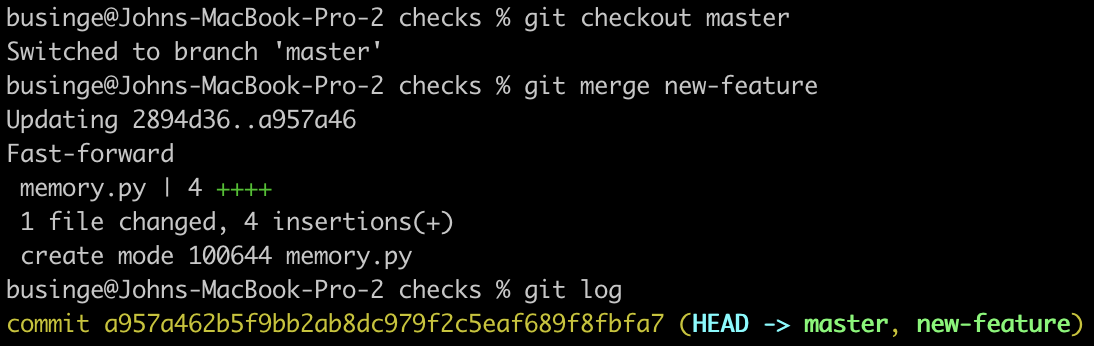 businge@Johns-MacBook-Pro-2 checks % git checkout master
Switched to branch 'master'
businge@Johns-MacBook-Pro-2 checks % git merge new-feature
Updating 2894d36..a957a46
Fast-forward
 memory.py | 4 ++++
 1 file changed, 4 insertions(+)
 create mode 100644 memory.py
businge@Johns-MacBook-Pro-2 checks % git log
commit a957a462b5f9bb2ab8dc979f2c5eaf689f8fbfa7 (HEAD -> master, new-feature)